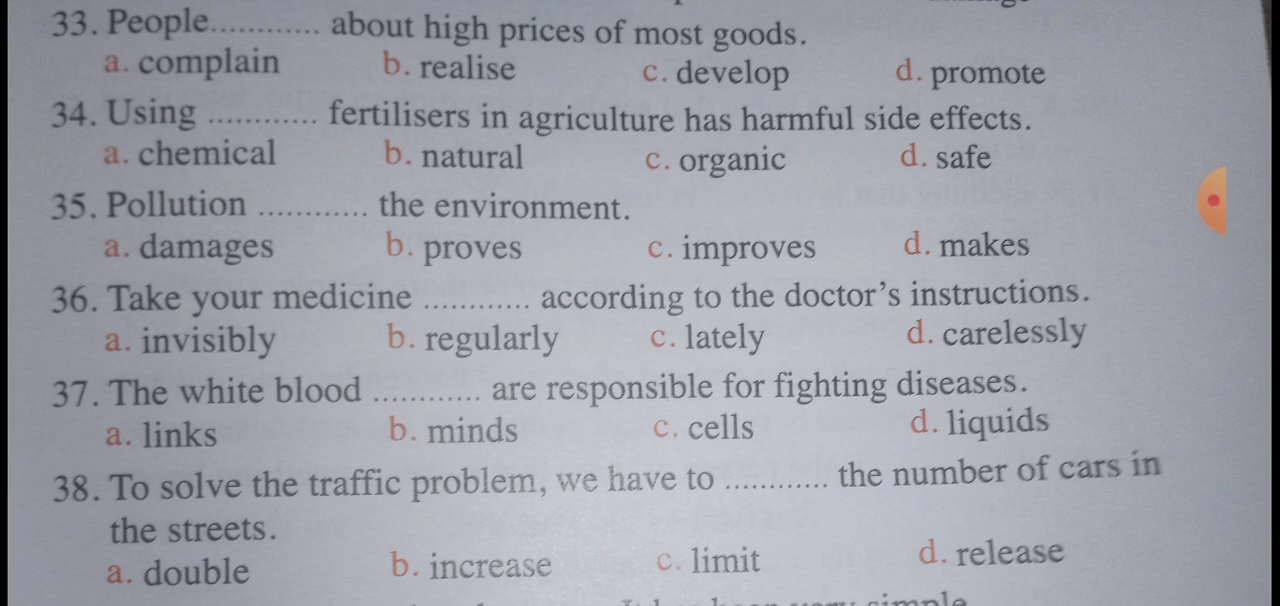 33. People............ about high prices of most goods.
a. complain b. realise c. develop d. promote
34. Using ............ fertilisers in agriculture has harmful side effects.
a. chemical b. natural c. organic d. safe
35. Pollution ............ the environment.
a. damages b. proves c. improves d. makes
36. Take your medicine ............ according to the doctor's instructions.
a. invisibly b. regularly c. lately d. carelessly
37. The white blood ............ are responsible for fighting diseases.
a. links b. minds c. cells d. liquids
38. To solve the traffic problem, we have to ............ the number of cars in
the streets.
a. double b. increase c. limit d. release
simple